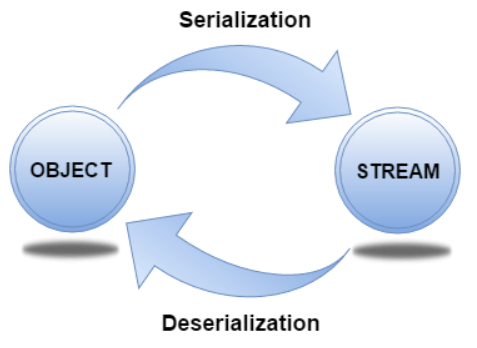 Serialization
OBJECT
STREAM
Deserialization